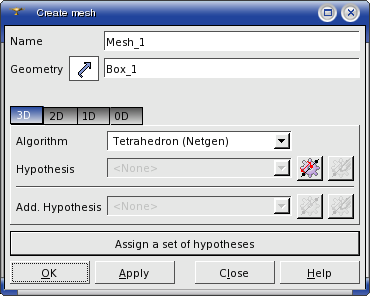 Create mesh
Name Mesh_1
Geometry Box_1
3D 2D 1D 0D
Algorithm Tetrahedron (Netgen)
Hypothesis <None>
Add. Hypothesis <None>
Assign a set of hypotheses
OK Apply Close Help